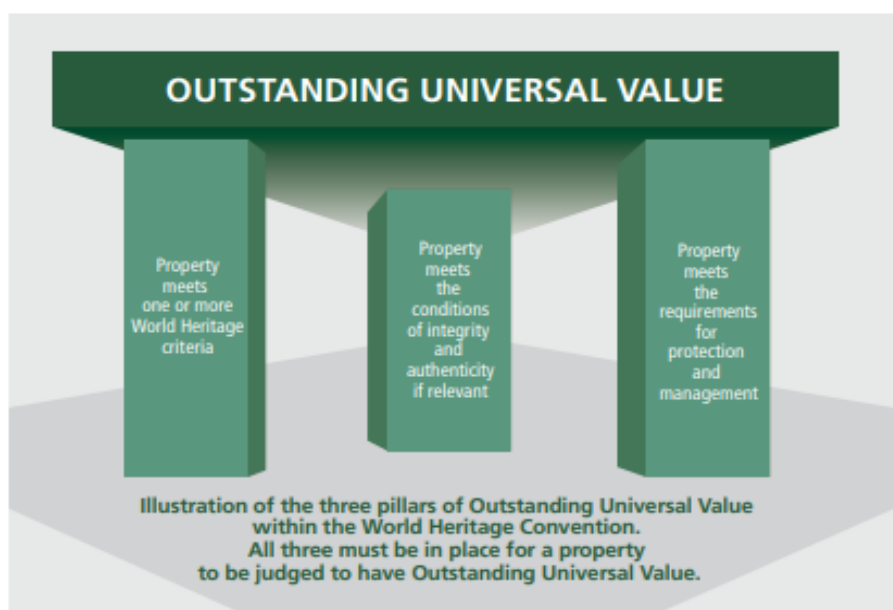 OUTSTANDING UNIVERSAL VALUE
Property
meets
one or more
World Heritage
criteria
Property
meets
the
conditions
of integrity
and
authenticity
if relevant
Property
meets
the
requirements
for
protection
and
management
Illustration of the three pillars of Outstanding Universal Value
within the World Heritage Convention.
All three must be in place for a property
to be judged to have Outstanding Universal Value.